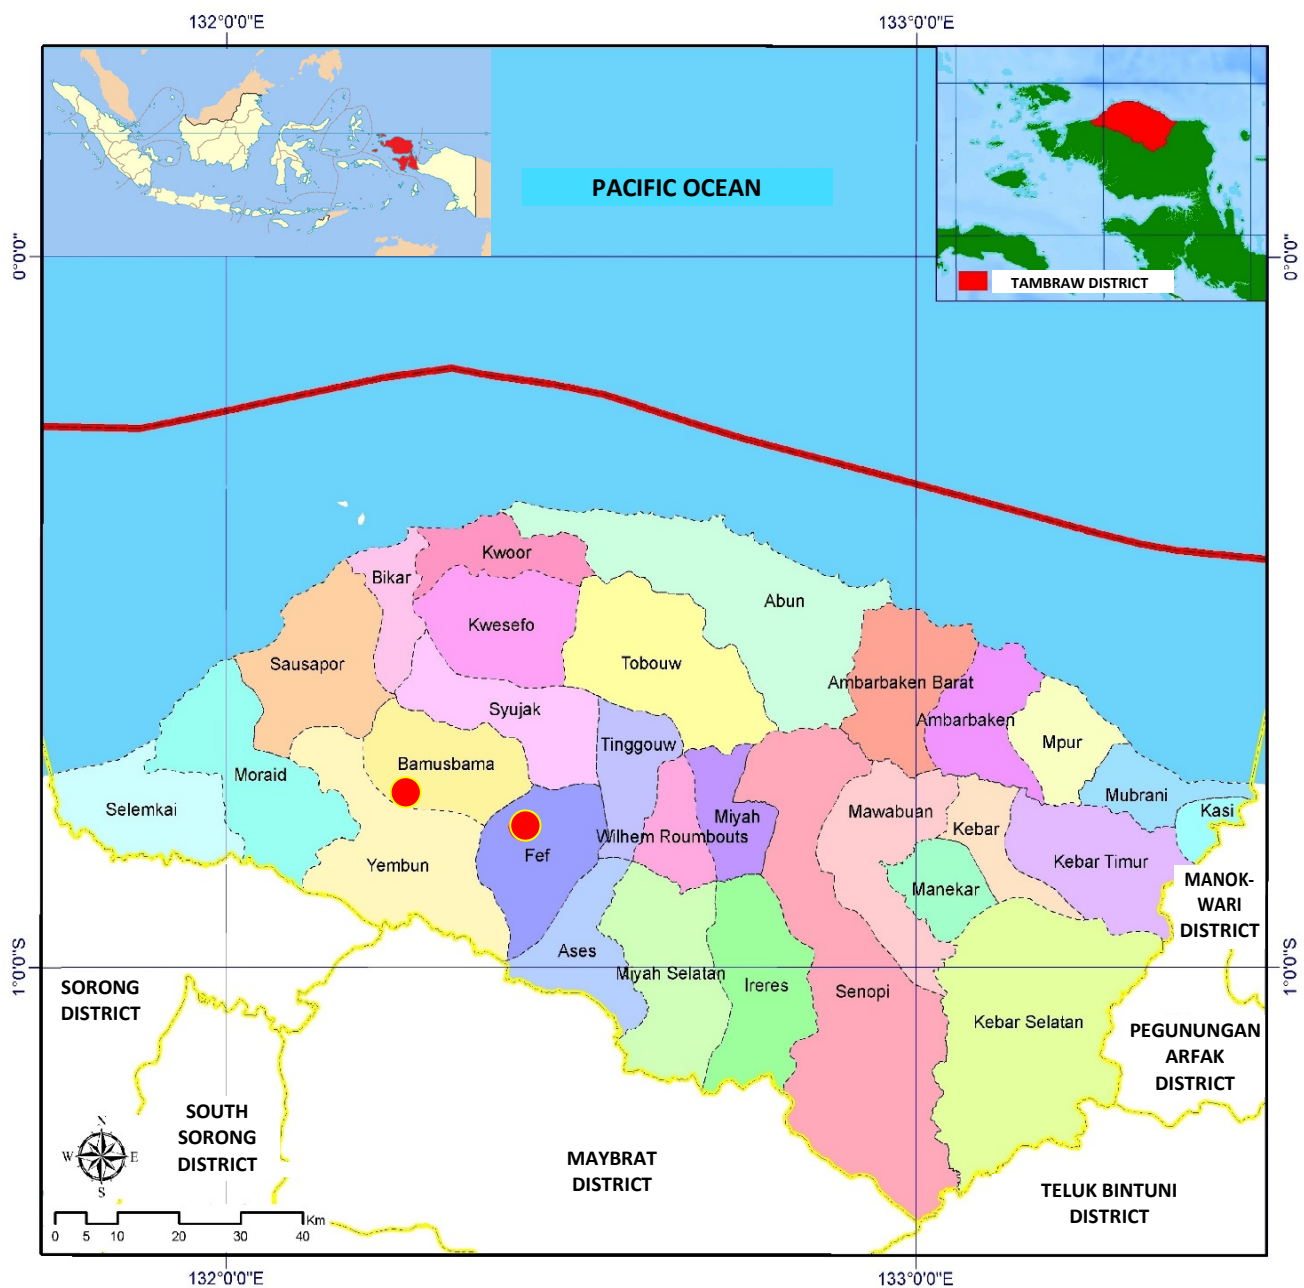 132°0'0"E
133°0'0"E
0°0'0"
0°0'0"
PACIFIC OCEAN
TAMBRAW DISTRICT
Kwoor
Bikar
Abun
Kwesefo
Sausapor
Tobouw
Ambarbaken Barat
Syujak
Ambarbaken
Tinggouw
Mpur
Bamusbama
Moraid
Mubrani
Selemkai
Mawabuan
Kasi
Miyah
Kebar
Wilhem Roumbouts
Fef
Yembun
Kebar Timur
Manekar
MANOK-
WARI
DISTRICT
Ases
1°0'0"S
1°0'0"S
Miyah Selatan
Ireres
Senopi
SORONG
DISTRICT
Kebar Selatan
PEGUNUNGAN
ARFAK
DISTRICT
SOUTH
SORONG
DISTRICT
N
W E
S
MAYBRAT
DISTRICT
TELUK BINTUNI
DISTRICT
Km
0 5 10 20 30 40
132°0'0"E
133°0'0"E